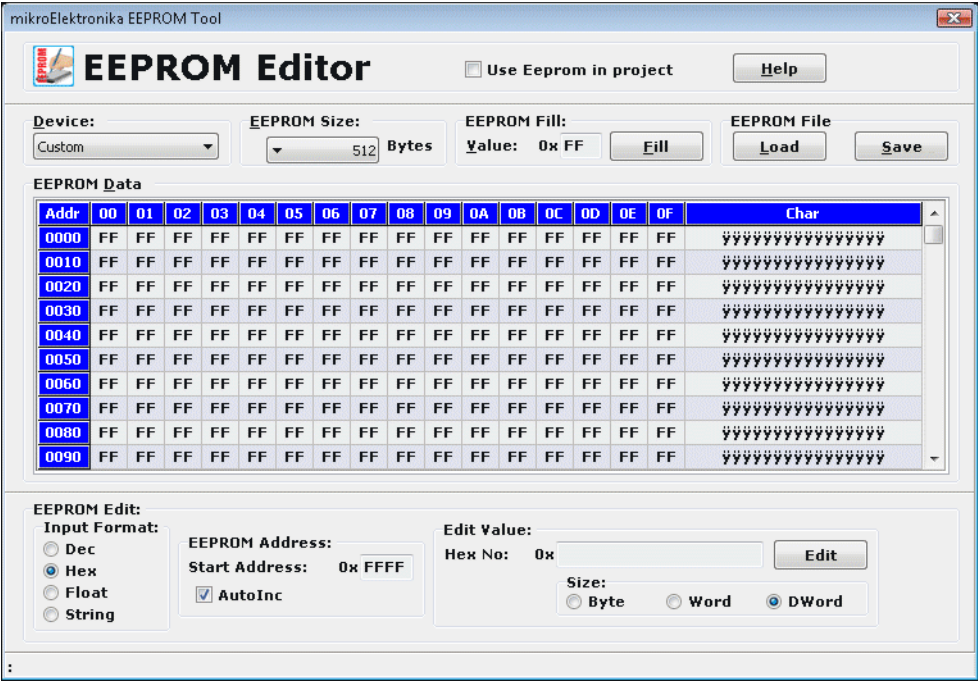 mikroElektronika EEPROM Tool
EEPROM
EEPROM Editor
Use Eeprom in project
Help
Device:
EEPROM Size:
EEPROM Fill:
EEPROM File
Custom
512 Bytes
Value: 0x FF
Fill
Load
Save
EEPROM Data
Addr 00 01 02 03 04 05 06 07 08 09 0A 0B 0C 0D 0E 0F Char
0000 FF FF FF FF FF FF FF FF FF FF FF FF FF FF FF FF ÿÿÿÿÿÿÿÿÿÿÿÿÿÿÿÿ
0010 FF FF FF FF FF FF FF FF FF FF FF FF FF FF FF FF ÿÿÿÿÿÿÿÿÿÿÿÿÿÿÿÿ
0020 FF FF FF FF FF FF FF FF FF FF FF FF FF FF FF FF ÿÿÿÿÿÿÿÿÿÿÿÿÿÿÿÿ
0030 FF FF FF FF FF FF FF FF FF FF FF FF FF FF FF FF ÿÿÿÿÿÿÿÿÿÿÿÿÿÿÿÿ
0040 FF FF FF FF FF FF FF FF FF FF FF FF FF FF FF FF ÿÿÿÿÿÿÿÿÿÿÿÿÿÿÿÿ
0050 FF FF FF FF FF FF FF FF FF FF FF FF FF FF FF FF ÿÿÿÿÿÿÿÿÿÿÿÿÿÿÿÿ
0060 FF FF FF FF FF FF FF FF FF FF FF FF FF FF FF FF ÿÿÿÿÿÿÿÿÿÿÿÿÿÿÿÿ
0070 FF FF FF FF FF FF FF FF FF FF FF FF FF FF FF FF ÿÿÿÿÿÿÿÿÿÿÿÿÿÿÿÿ
0080 FF FF FF FF FF FF FF FF FF FF FF FF FF FF FF FF ÿÿÿÿÿÿÿÿÿÿÿÿÿÿÿÿ
0090 FF FF FF FF FF FF FF FF FF FF FF FF FF FF FF FF ÿÿÿÿÿÿÿÿÿÿÿÿÿÿÿÿ
EEPROM Edit:
Input Format:
Dec
Hex
Float
String
EEPROM Address:
Start Address: 0x FFFF
AutoInc
Edit Value:
Hex No: 0x
Edit
Size:
Byte Word DWord
: